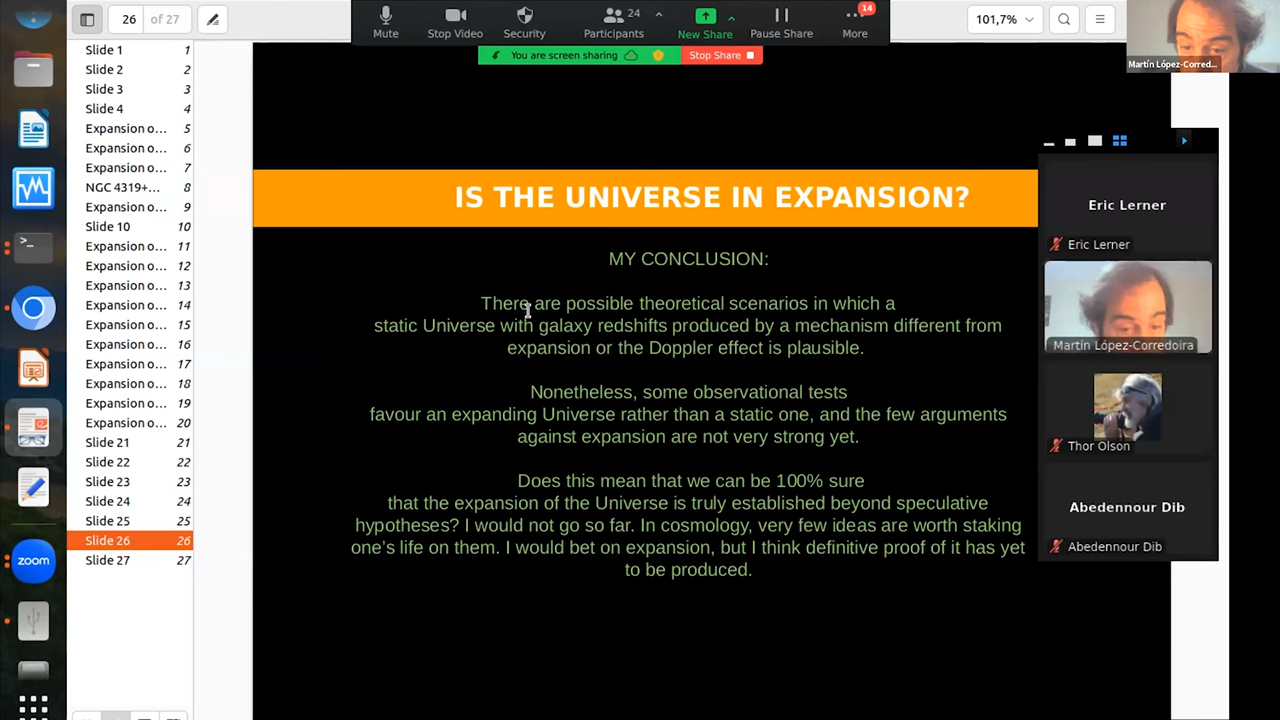 26 of 27
Mute
Stop Video
Security
24
Participants
New Share
Pause Share
14
More
101,7%
You are screen sharing
Stop Share
Martín López-Corred...
Slide 1 1
Slide 2 2
Slide 3 3
Slide 4 4
Expansion o... 5
Expansion o... 6
Expansion o... 7
NGC 4319+... 8
Expansion o... 9
Slide 10 10
Expansion o... 11
Expansion o... 12
Expansion o... 13
Expansion o... 14
Expansion o... 15
Expansion o... 16
Expansion o... 17
Expansion o... 18
Expansion o... 19
Expansion o... 20
Slide 21 21
Slide 22 22
Slide 23 23
Slide 24 24
Slide 25 25
Slide 26 26
Slide 27 27
zoom
IS THE UNIVERSE IN EXPANSION?
MY CONCLUSION:
There are possible theoretical scenarios in which a
static Universe with galaxy redshifts produced by a mechanism different from
expansion or the Doppler effect is plausible.
Nonetheless, some observational tests
favour an expanding Universe rather than a static one, and the few arguments
against expansion are not very strong yet.
Does this mean that we can be 100% sure
that the expansion of the Universe is truly established beyond speculative
hypotheses? I would not go so far. In cosmology, very few ideas are worth staking
one's life on them. I would bet on expansion, but I think definitive proof of it has yet
to be produced.
Eric Lerner
Eric Lerner
Martín López-Corredoira
Thor Olson
Abedennour Dib
Abedennour Dib